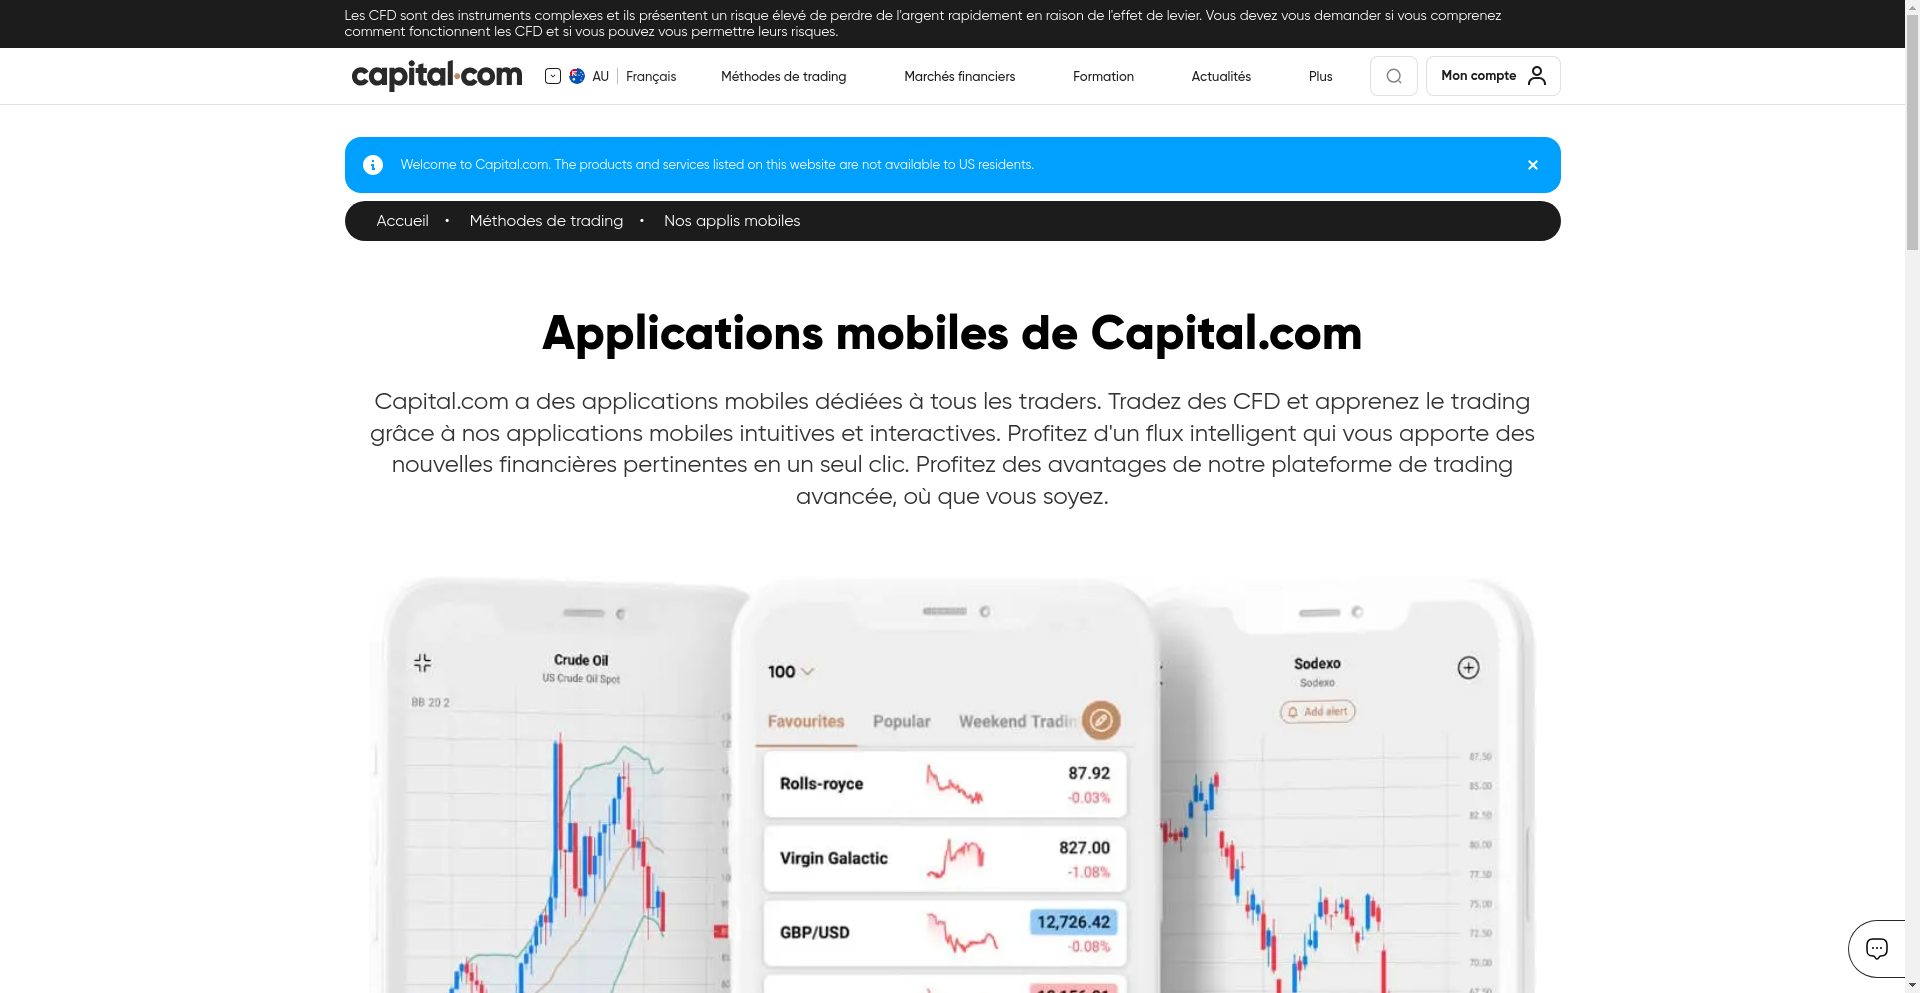 Les CFD sont des instruments complexes et ils présentent un risque élevé de perdre de l'argent rapidement en raison de l'effet de levier. Vous devez vous demander si vous comprenez
comment fonctionnent les CFD et si vous pouvez vous permettre leurs risques.
capital.com
AU
Français
Méthodes de trading
Marchés financiers
Formation
Actualités
Plus
Mon compte
Welcome to Capital.com. The products and services listed on this website are not available to US residents.
Accueil • Méthodes de trading • Nos applis mobiles
Applications mobiles de Capital.com
Capital.com a des applications mobiles dédiées à tous les traders. Tradez des CFD et apprenez le trading
grâce à nos applications mobiles intuitives et interactives. Profitez d'un flux intelligent qui vous apporte des
nouvelles financières pertinentes en un seul clic. Profitez des avantages de notre plateforme de trading
avancée, où que vous soyez.
Crude Oil
US Crude Oil Spot
BB 20 2
100
Favourites
Popular
Weekend Tradin
Rolls-royce
87.92
-0.03%
Virgin Galactic
827.00
-1.08%
GBP/USD
12,726.42
-0.08%
Sodexo
Sodexo
Add alert
87.50
85.00
82.50
80.00
77.50
75.00
72.50
70.00